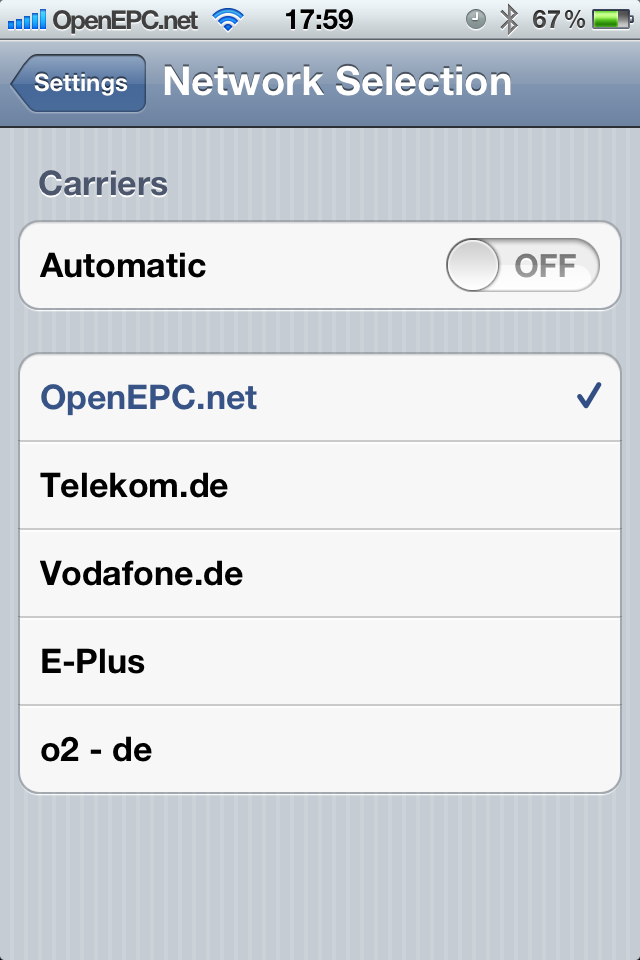 OpenEPC.net 17:59 67%
Settings Network Selection
Carriers
Automatic OFF
OpenEPC.net
Telekom.de
Vodafone.de
E-Plus
o2 - de